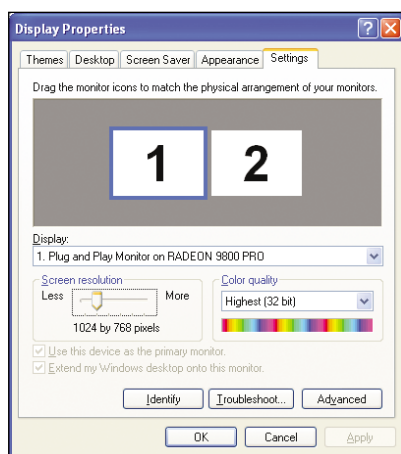 Display Properties
Themes Desktop Screen Saver Appearance Settings
Drag the monitor icons to match the physical arrangement of your monitors.
1 2
Display:
1. Plug and Play Monitor on RADEON 9800 PRO
Screen resolution Color quality
Less More Highest (32 bit)
1024 by 768 pixels
Use this device as the primary monitor.
Extend my Windows desktop onto this monitor.
Identify Troubleshoot... Advanced
OK Cancel Apply